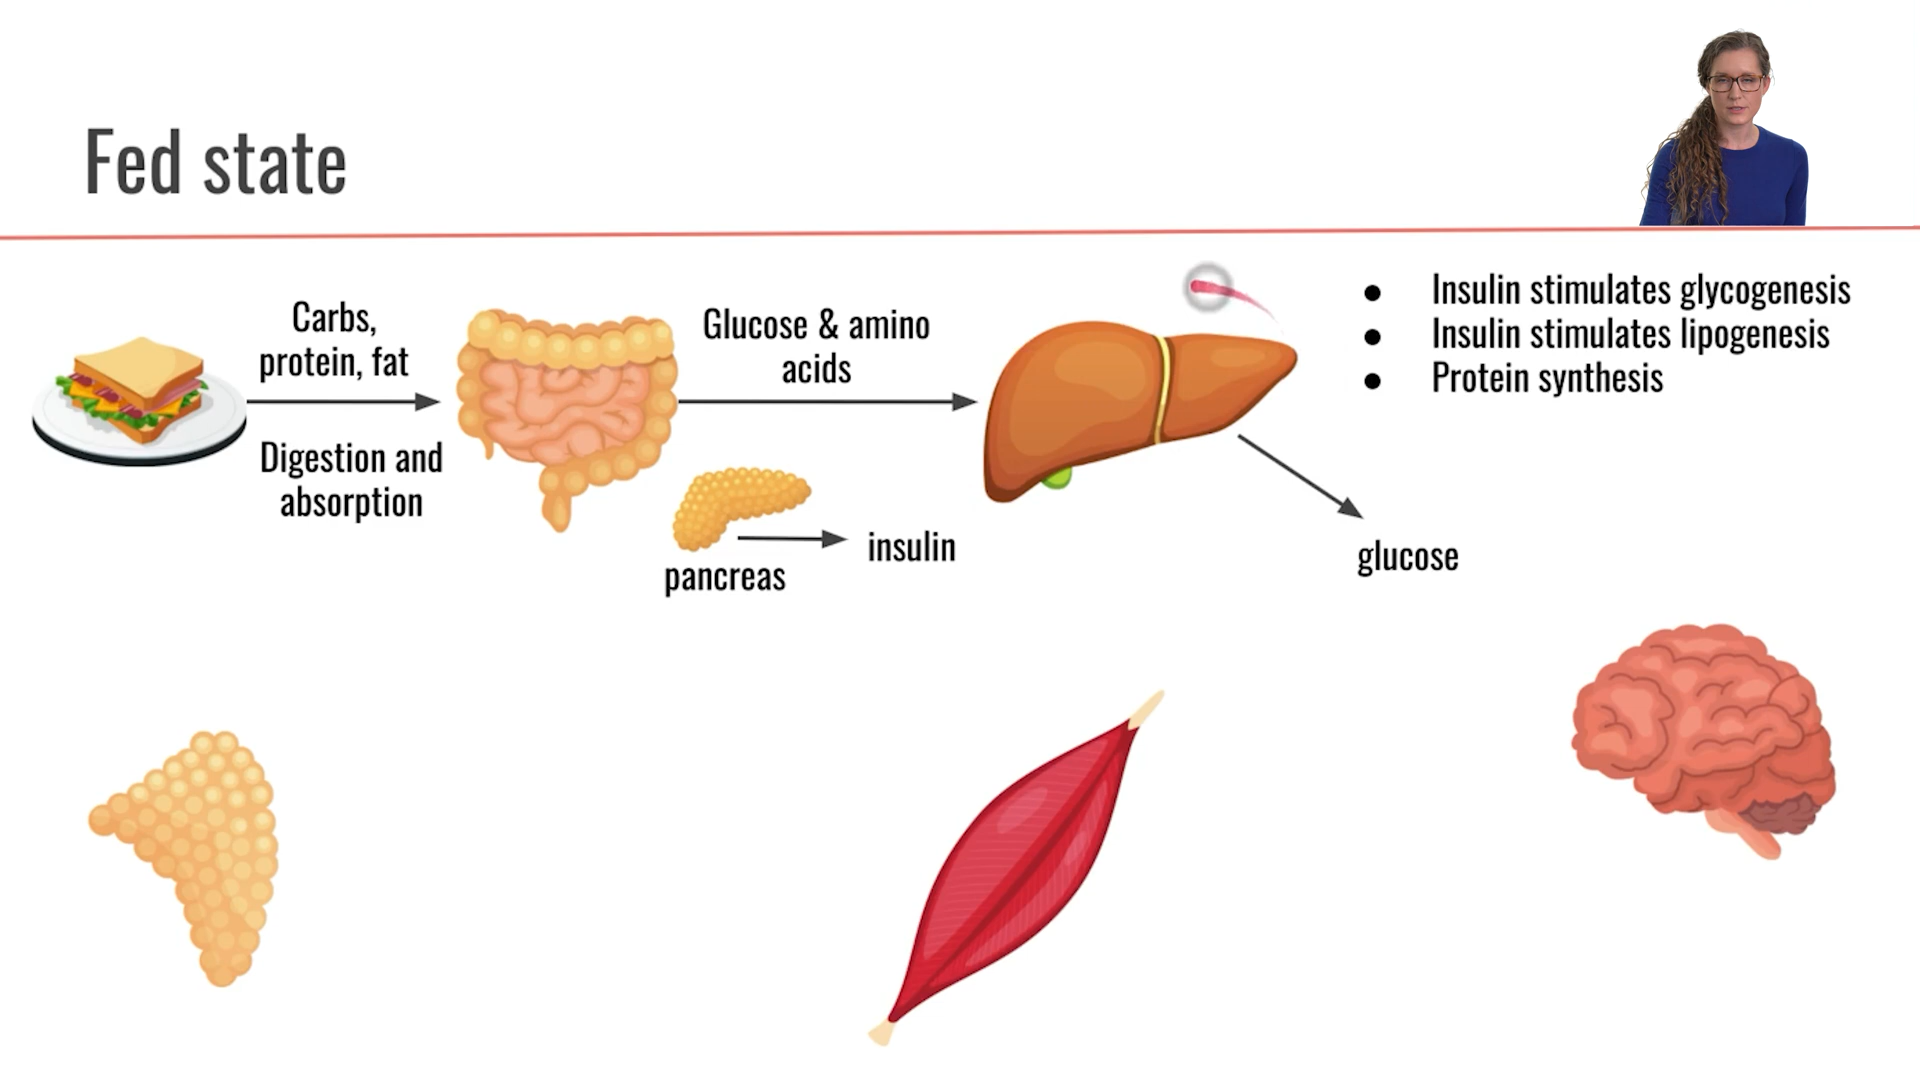 Fed state
Carbs,
protein, fat
Digestion and
absorption
Glucose & amino
acids
pancreas
insulin
● Insulin stimulates glycogenesis
● Insulin stimulates lipogenesis
● Protein synthesis
glucose